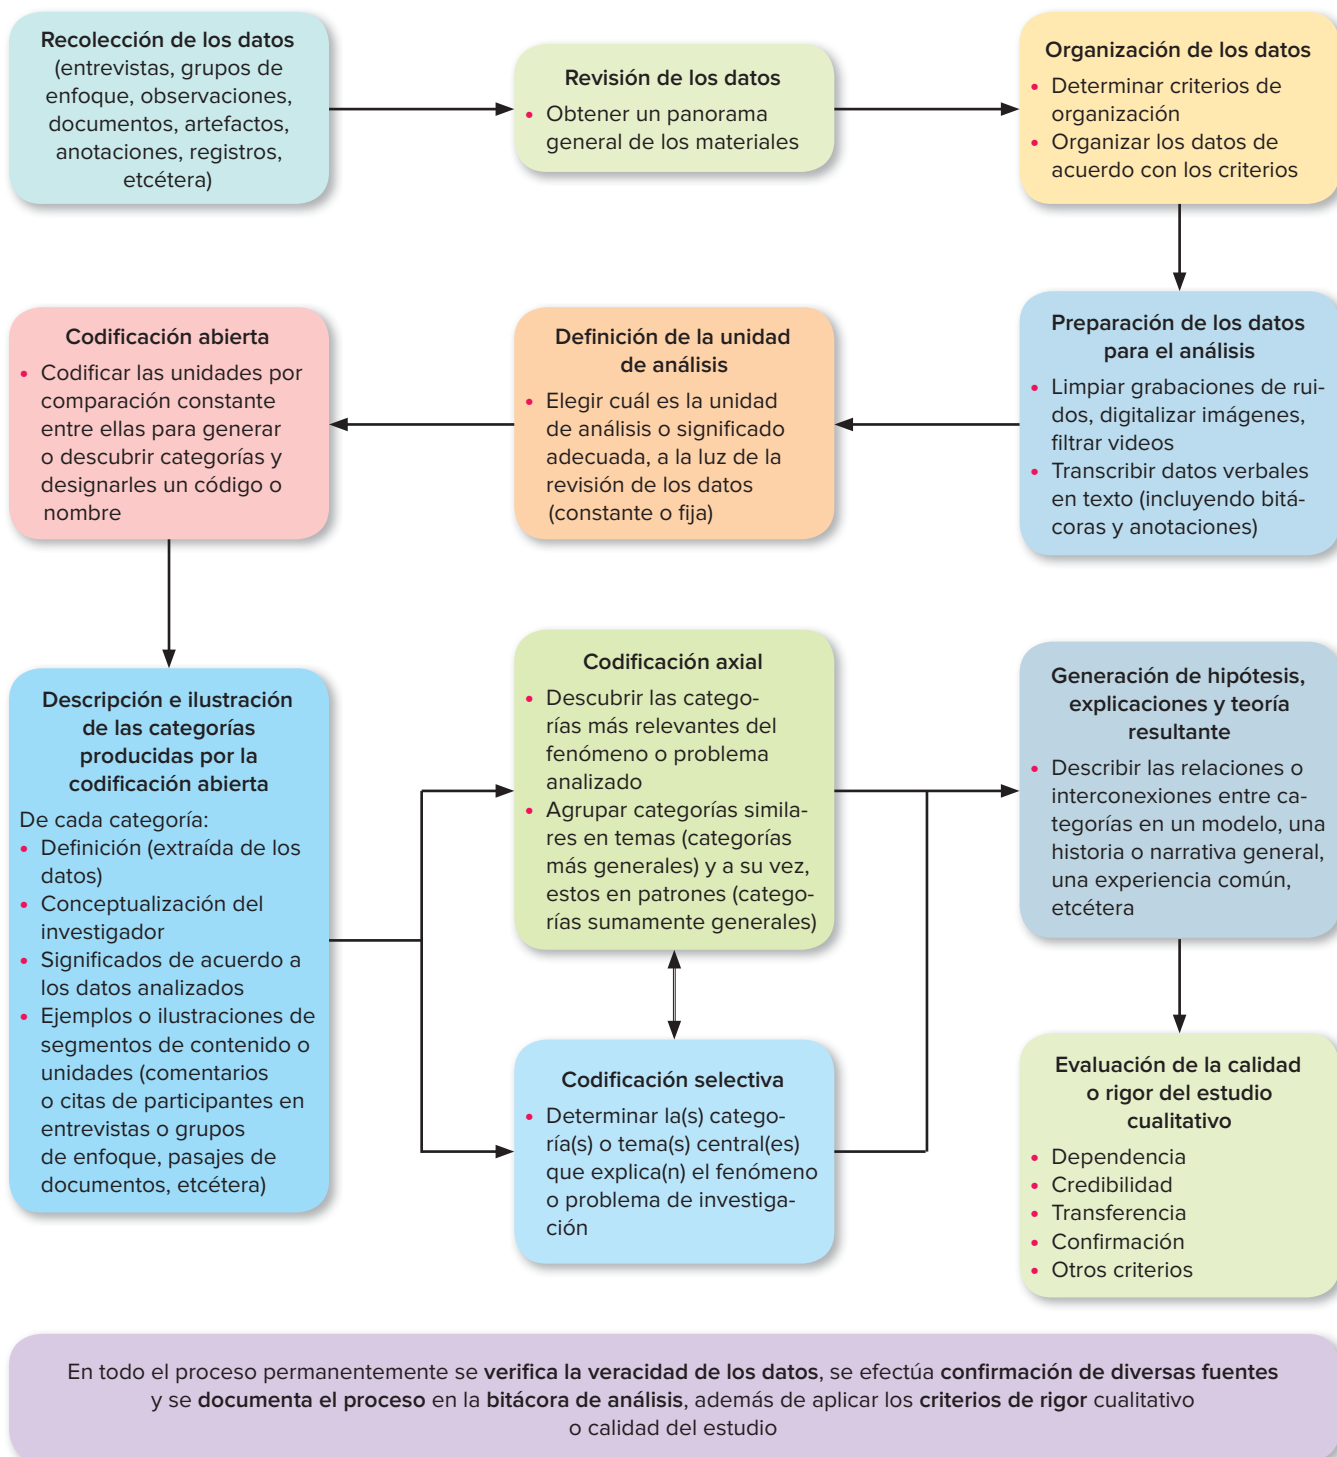 Recolección de los datos
(entrevistas, grupos de
enfoque, observaciones,
documentos, artefactos,
anotaciones, registros,
etcétera)
Revisión de los datos
• Obtener un panorama
general de los materiales
Organización de los datos
• Determinar criterios de
organización
• Organizar los datos de
acuerdo con los criterios
Preparación de los datos
para el análisis
• Limpiar grabaciones de rui-
dos, digitalizar imágenes,
filtrar videos
• Transcribir datos verbales
en texto (incluyendo bitá-
coras y anotaciones)
Definición de la unidad
de análisis
• Elegir cuál es la unidad
de análisis o significado
adecuada, a la luz de la
revisión de los datos
(constante o fija)
Codificación abierta
• Codificar las unidades por
comparación constante
entre ellas para generar
o descubrir categorías y
designarles un código o
nombre
Descripción e ilustración
de las categorías
producidas por la
codificación abierta
De cada categoría:
• Definición (extraída de los
datos)
• Conceptualización del
investigador
• Significados de acuerdo a
los datos analizados
• Ejemplos o ilustraciones de
segmentos de contenido o
unidades (comentarios
o citas de participantes en
entrevistas o grupos
de enfoque, pasajes de
documentos, etcétera)
Codificación axial
• Descubrir las catego-
rías más relevantes del
fenómeno o problema
analizado
• Agrupar categorías simila-
res en temas (categorías
más generales) y a su vez,
estos en patrones (catego-
rías sumamente generales)
Codificación selectiva
• Determinar la(s) catego-
ría(s) o tema(s) central(es)
que explica(n) el fenómeno
o problema de investiga-
ción
Generación de hipótesis,
explicaciones y teoría
resultante
• Describir las relaciones o
interconexiones entre ca-
tegorías en un modelo, una
historia o narrativa general,
una experiencia común,
etcétera
Evaluación de la calidad
o rigor del estudio
cualitativo
• Dependencia
• Credibilidad
• Transferencia
• Confirmación
• Otros criterios
En todo el proceso permanentemente se verifica la veracidad de los datos, se efectúa confirmación de diversas fuentes
y se documenta el proceso en la bitácora de análisis, además de aplicar los criterios de rigor cualitativo
o calidad del estudio